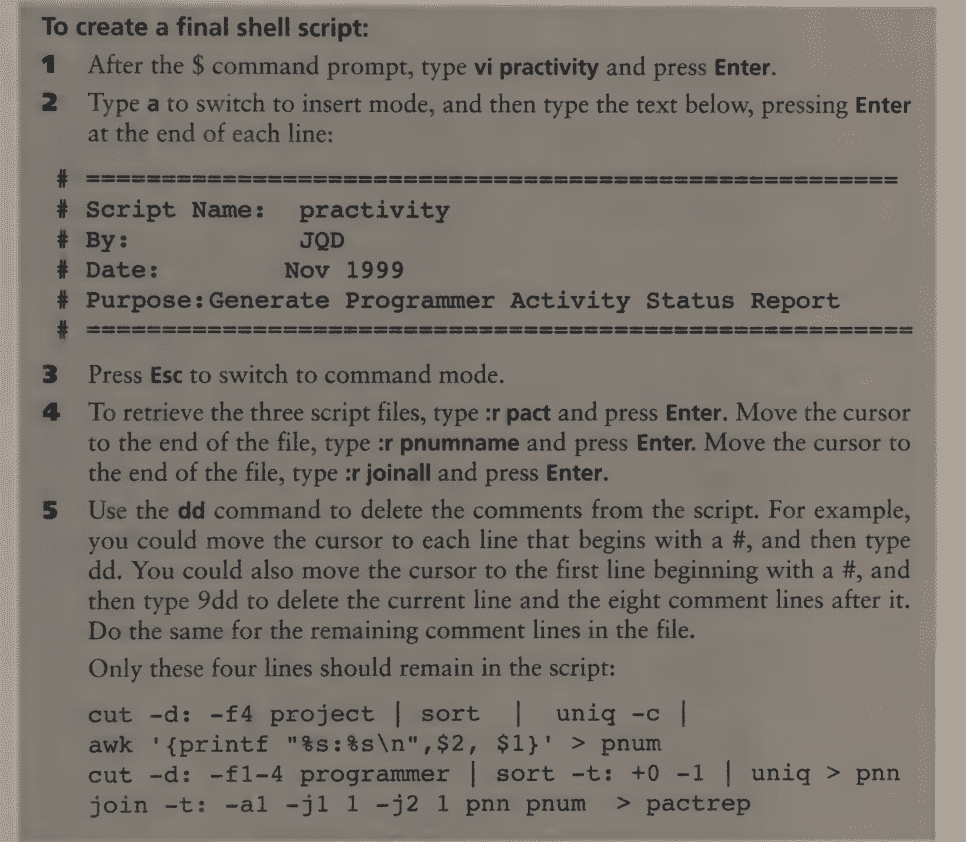 To create a final shell script:
1 After the $ command prompt, type vi practivity and press Enter.
2 Type a to switch to insert mode, and then type the text below, pressing Enter
at the end of each line:
# ======================================================
# Script Name:  practivity
# By:           JQD
# Date:        Nov 1999
# Purpose:Generate Programmer Activity Status Report
# =======================================================
3 Press Esc to switch to command mode.
4 To retrieve the three script files, type :r pact and press Enter. Move the cursor
to the end of the file, type :r pnumname and press Enter. Move the cursor to
the end of the file, type :r joinall and press Enter.
5 Use the dd command to delete the comments from the script. For example,
you could move the cursor to each line that begins with a #, and then type
dd. You could also move the cursor to the first line beginning with a #, and
then type 9dd to delete the current line and the eight comment lines after it.
Do the same for the remaining comment lines in the file.
Only these four lines should remain in the script:
cut -d: -f4 project | sort  |  uniq -c |
awk '{printf "%s:%s\n",$2, $1}' > pnum
cut -d: -f1-4 programmer | sort -t: +0 -1 | uniq > pnn
join -t: -a1 -j1 1 -j2 1 pnn pnum  > pactrep